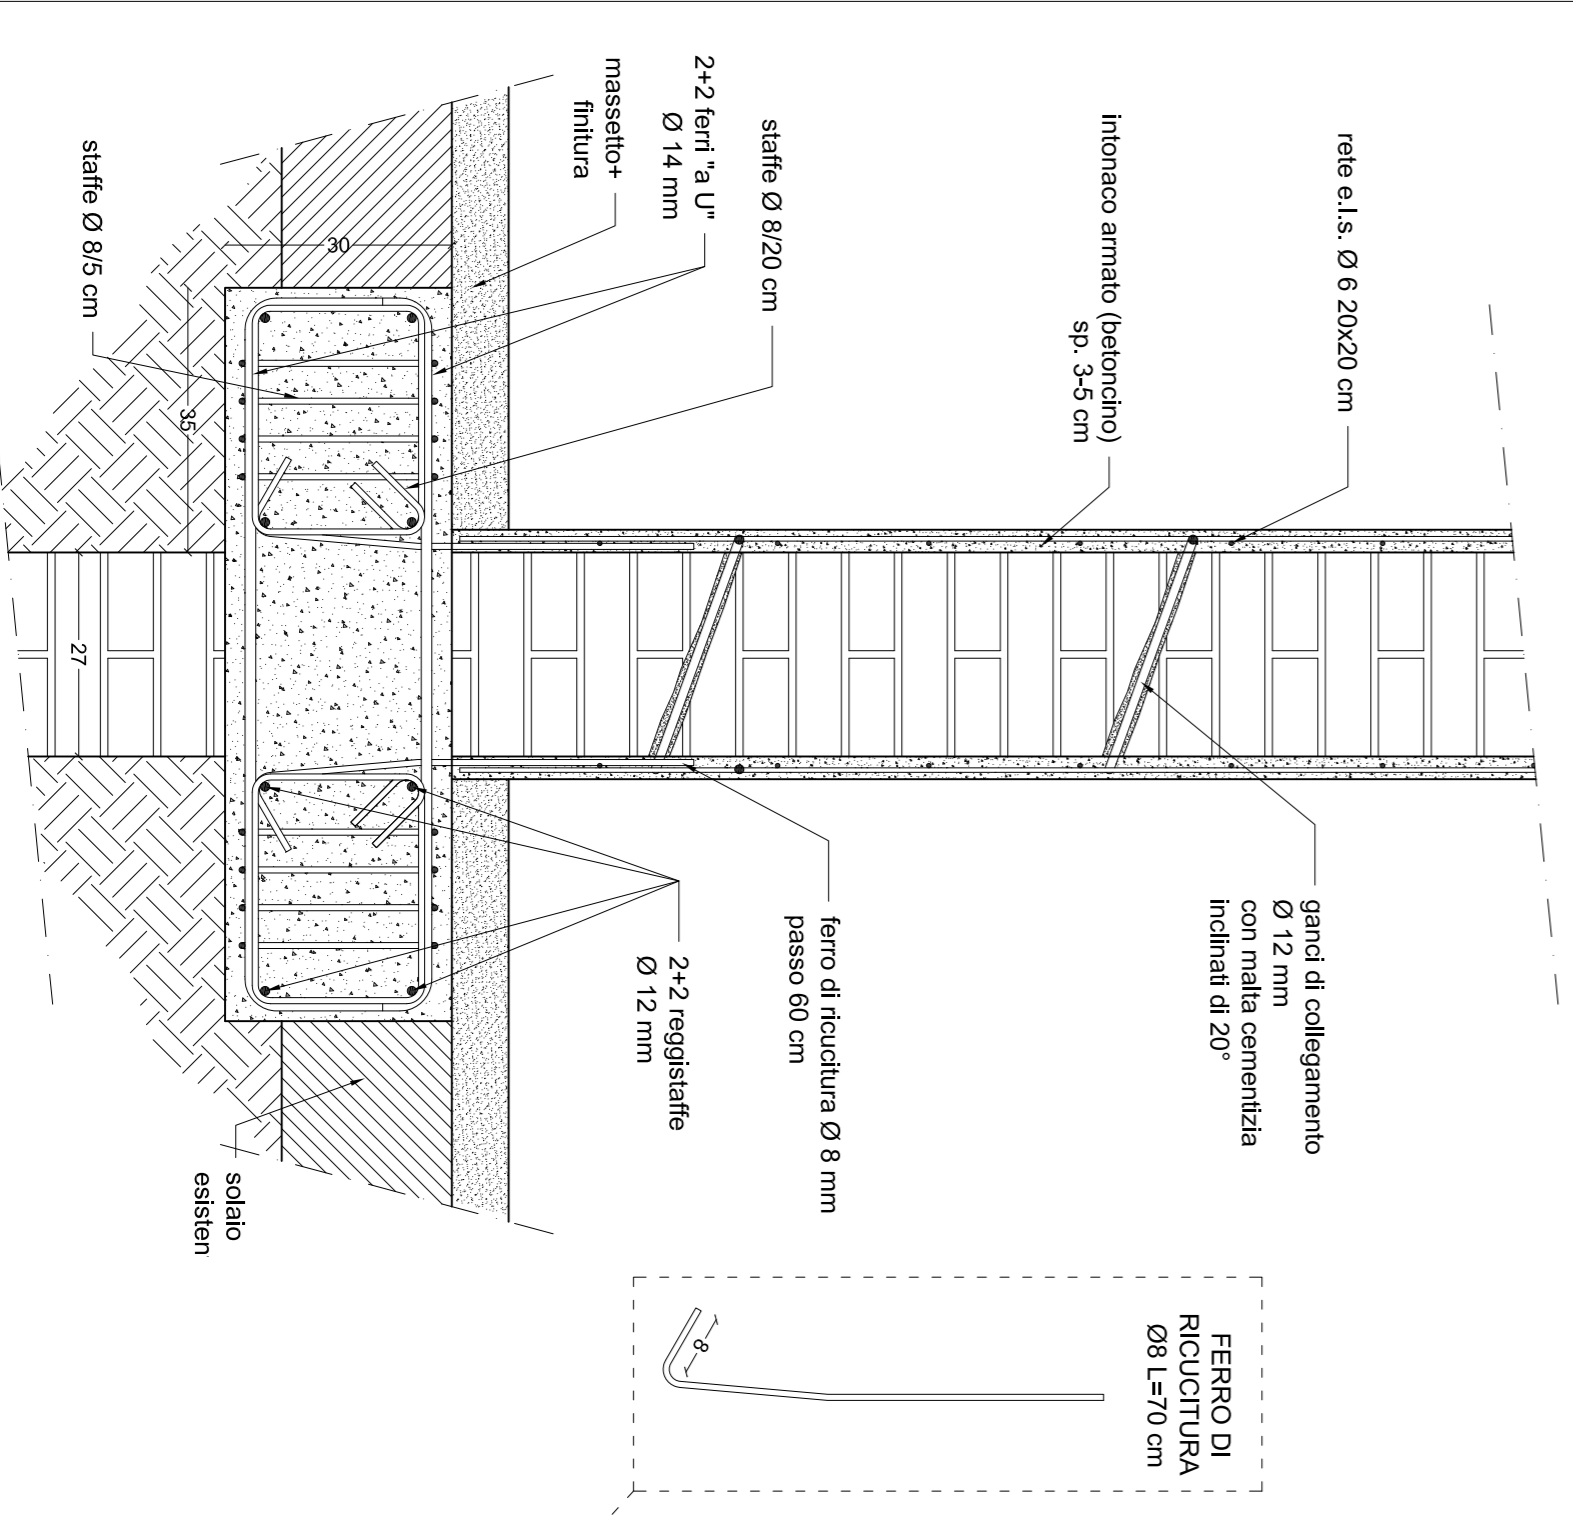 rete e.l.s. Ø 6 20x20 cm
intonaco armato (betoncino)
sp. 3-5 cm
staffe Ø 8/20 cm
2+2 ferri "a U"
Ø 14 mm
massetto+
finitura
staffe Ø 8/5 cm
30
35
27
ganci di collegamento
Ø 12 mm
con malta cementizia
inclinati di 20°
ferro di ricucitura Ø 8 mm
passo 60 cm
2+2 reggistaffe
Ø 12 mm
solaio
esisten
FERRO DI
RICUCITURA
Ø8 L=70 cm
8